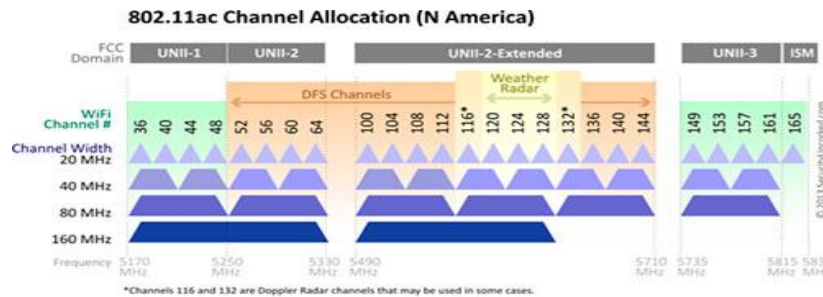 802.11ac Channel Allocation (N America)
FCC Domain
UNII-1 UNII-2 UNII-2-Extended UNII-3 ISM
Weather Radar
DFS Channels
WiFi Channel #
36 40 44 48 52 56 60 64 100 104 108 112 116* 120 124 128 132* 136 140 144 149 153 157 161 165
Channel Width
20 MHz
40 MHz
80 MHz
160 MHz
Frequency
5170 MHz 5250 MHz 5330 MHz 5490 MHz 5710 MHz 5735 MHz 5815 MHz
*Channels 116 and 132 are Doppler Radar channels that may be used in some cases.